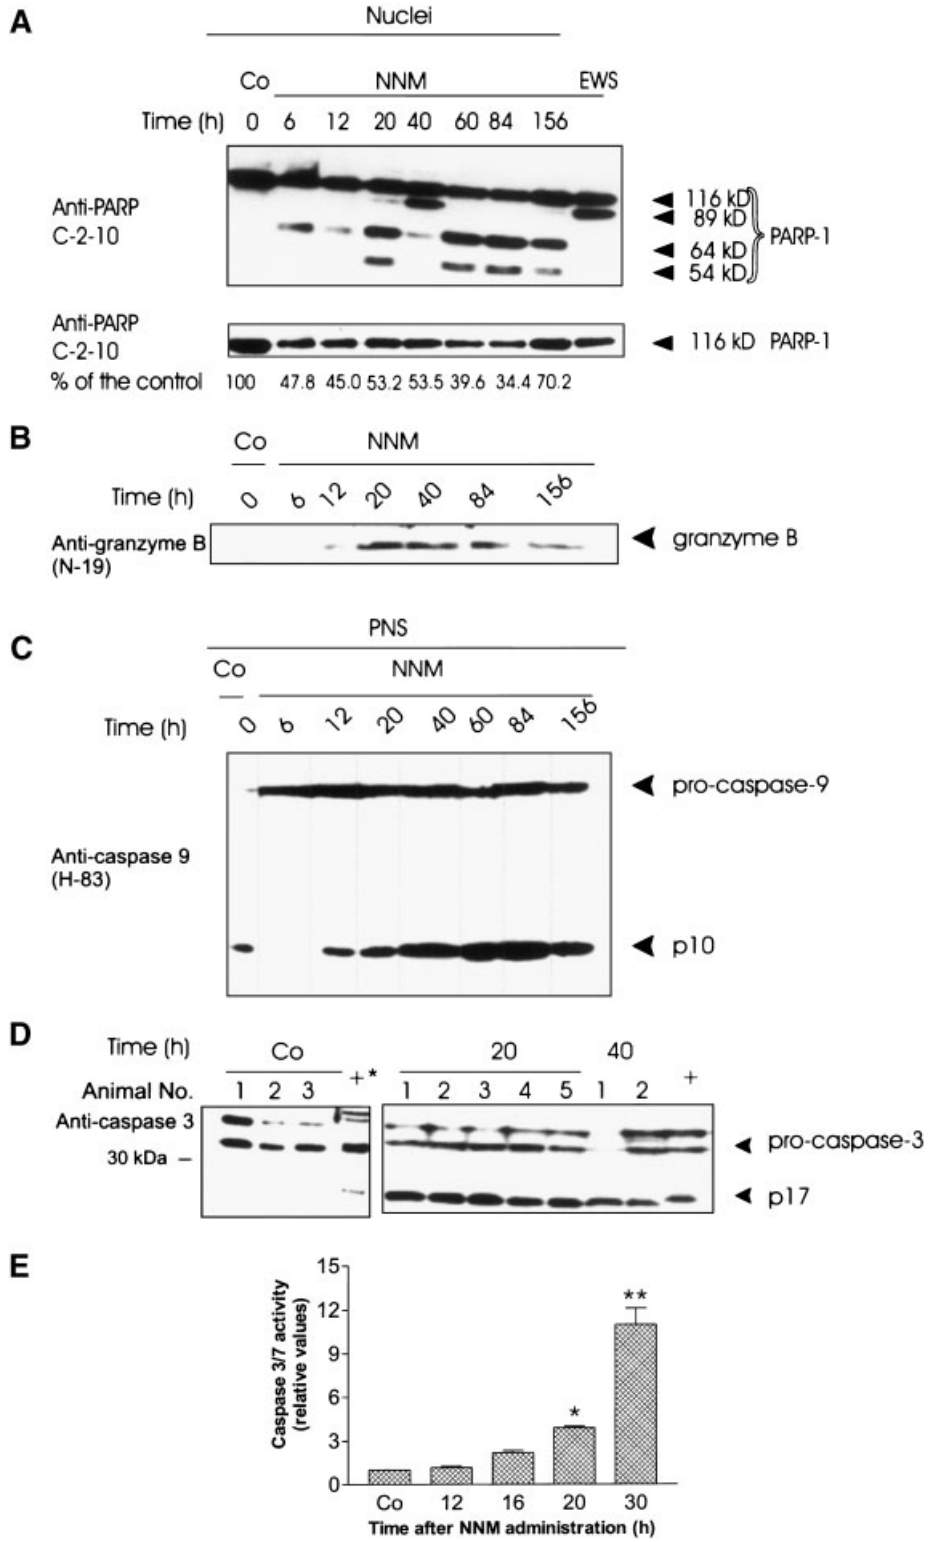 A
Nuclei
Co NNM EWS
Time (h) 0 6 12 20 40 60 84 156
Anti-PARP
C-2-10
116 kD
89 kD
64 kD
54 kD
PARP-1
Anti-PARP
C-2-10
116 kD PARP-1
% of the control 100 47.8 45.0 53.2 53.5 39.6 34.4 70.2
B
Co NNM
Time (h) 0 6 12 20 40 84 156
Anti-granzyme B
(N-19)
granzyme B
C
PNS
Co NNM
Time (h) 0 6 12 20 40 60 84 156
pro-caspase-9
Anti-caspase 9
(H-83)
p10
D
Time (h) Co 20 40
Animal No. 1 2 3 +* 1 2 3 4 5 1 2 +
Anti-caspase 3
30 kDa –
pro-caspase-3
p17
E
Caspase 3/7 activity
(relative values)
15
12
9
6
3
0
*
**
Co 12 16 20 30
Time after NNM administration (h)